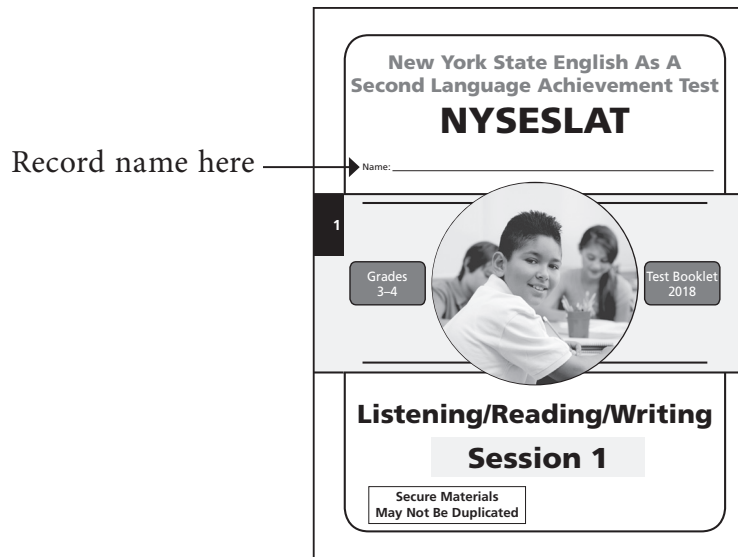 New York State English As A
Second Language Achievement Test
NYSESLAT
Record name here
Name:
1
Grades
3–4
Test Booklet
2018
Listening/Reading/Writing
Session 1
Secure Materials
May Not Be Duplicated